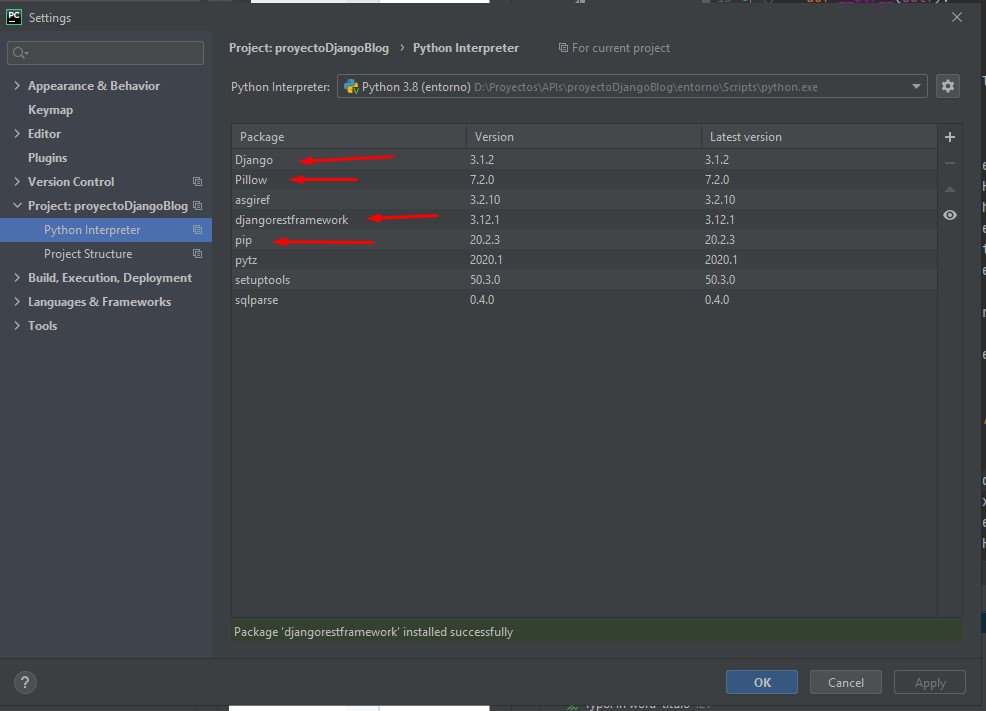 PC Settings
Project: proyectoDjangoBlog › Python Interpreter For current project
Python Interpreter: Python 3.8 (entorno) D:\Proyectos\APIs\proyectoDjangoBlog\entorno\Scripts\python.exe
Appearance & Behavior
Keymap
Editor
Plugins
Version Control
Project: proyectoDjangoBlog
Python Interpreter
Project Structure
Build, Execution, Deployment
Languages & Frameworks
Tools
Package Version Latest version
Django 3.1.2 3.1.2
Pillow 7.2.0 7.2.0
asgiref 3.2.10 3.2.10
djangorestframework 3.12.1 3.12.1
pip 20.2.3 20.2.3
pytz 2020.1 2020.1
setuptools 50.3.0 50.3.0
sqlparse 0.4.0 0.4.0
Package 'djangorestframework' installed successfully
? OK Cancel Apply